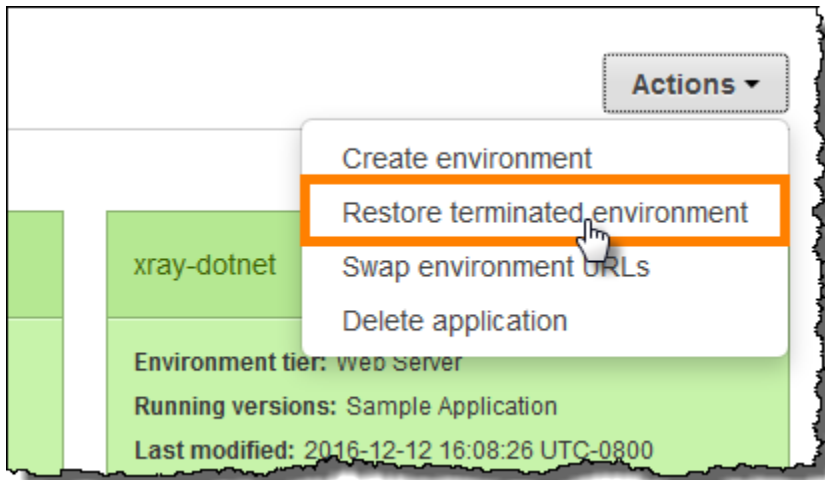 Actions
Create environment
Restore terminated environment
xray-dotnet
Swap environment URLs
Delete application
Environment tier: Web Server
Running versions: Sample Application
Last modified: 2016-12-12 16:08:26 UTC-0800